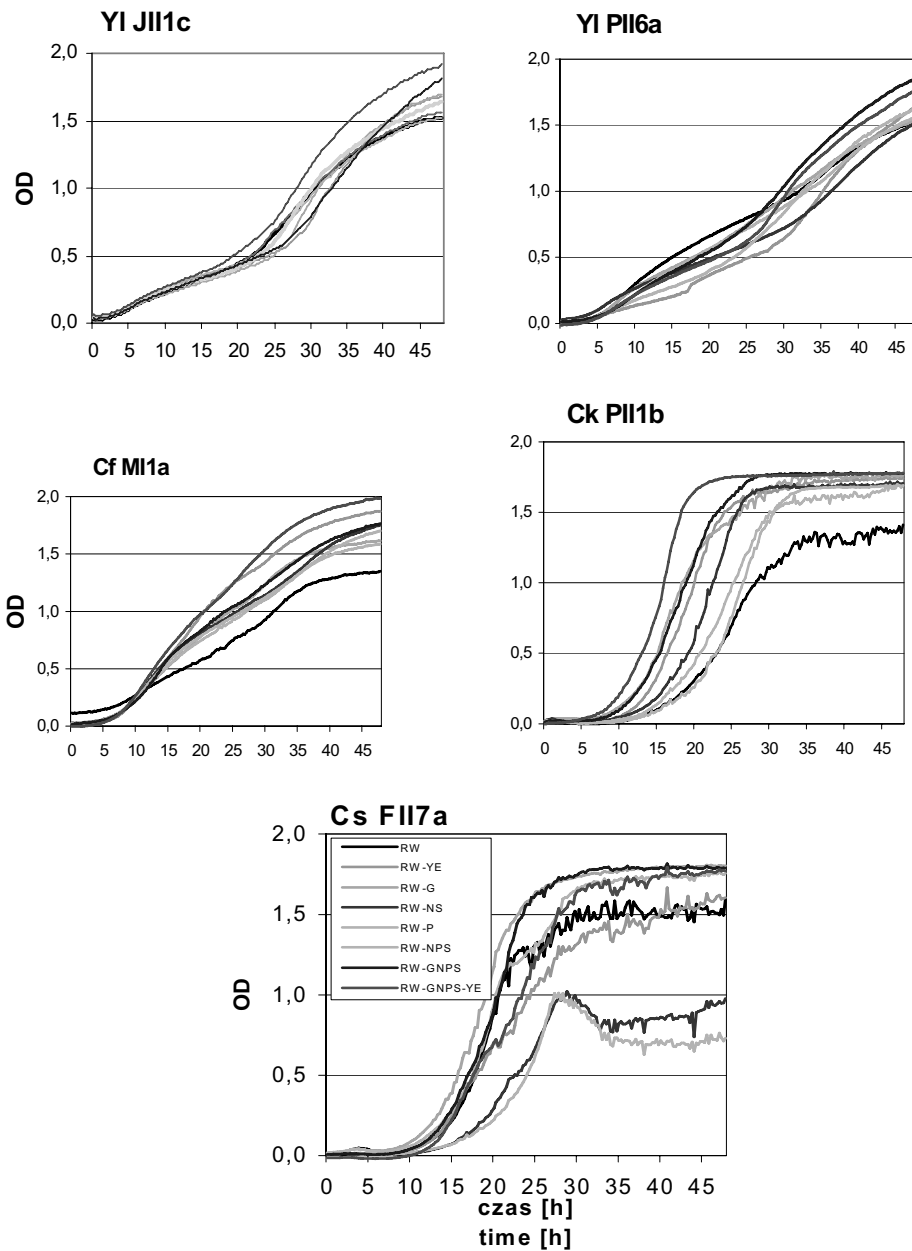 Yl JII1c
2,0
1,5
1,0
0,5
0,0
OD
0 5 10 15 20 25 30 35 40 45
Yl PII6a
2,0
1,5
1,0
0,5
0,0
0 5 10 15 20 25 30 35 40 45
Cf MI1a
2,0
1,5
1,0
0,5
0,0
OD
0 5 10 15 20 25 30 35 40 45
Ck PII1b
2,0
1,5
1,0
0,5
0,0
0 5 10 15 20 25 30 35 40 45
Cs FII7a
2,0
1,5
1,0
0,5
0,0
OD
RW
RW-YE
RW-G
RW-NS
RW-P
RW-NPS
RW-GNPS
RW-GNPS-YE
0 5 10 15 20 25 30 35 40 45
czas [h]
time [h]